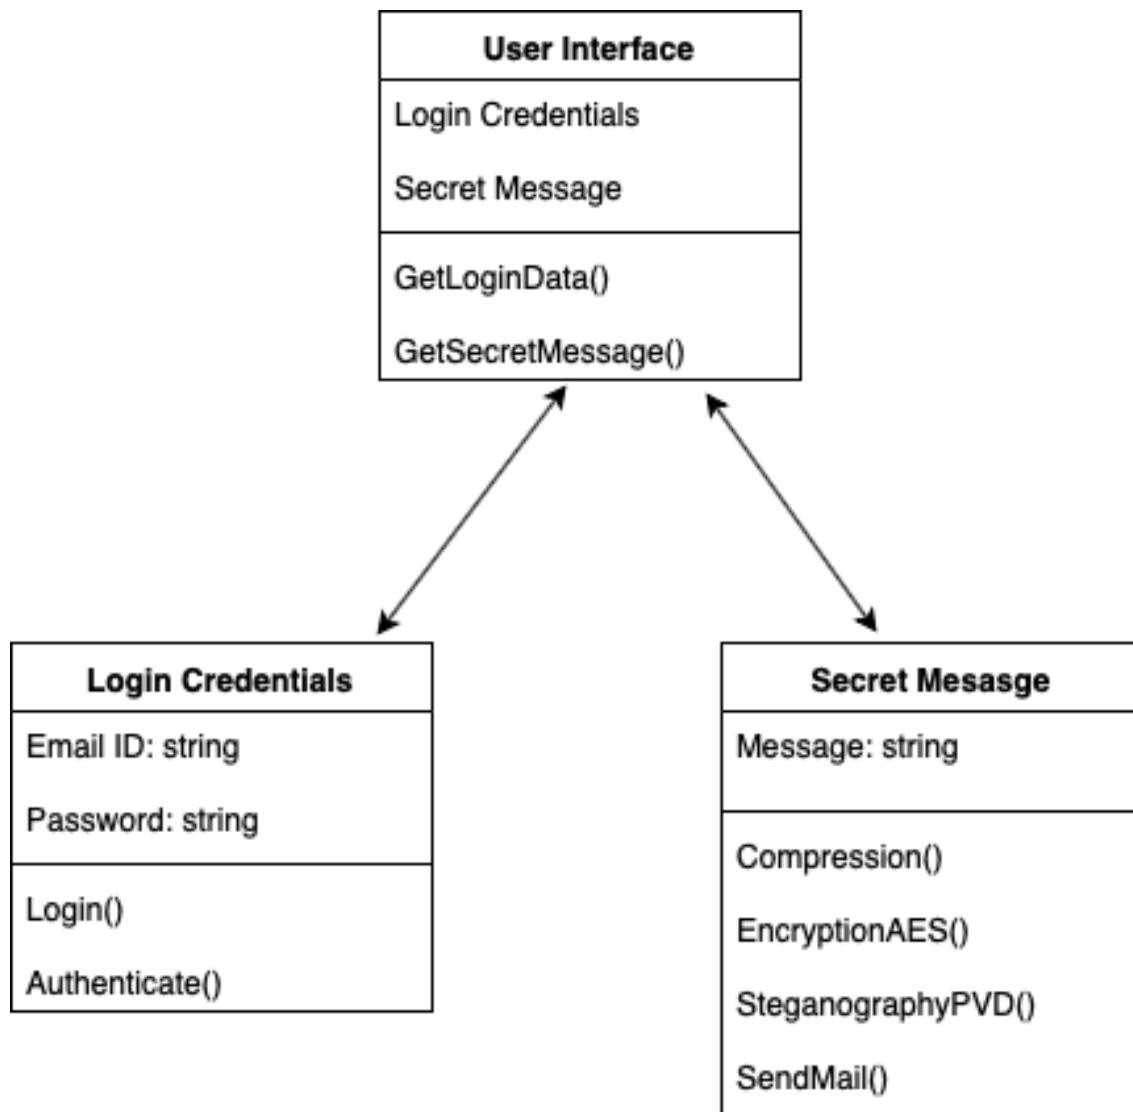 User Interface
Login Credentials
Secret Message
GetLoginData()
GetSecretMessage()
Login Credentials
Email ID: string
Password: string
Login()
Authenticate()
Secret Mesasge
Message: string
Compression()
EncryptionAES()
SteganographyPVD()
SendMail()